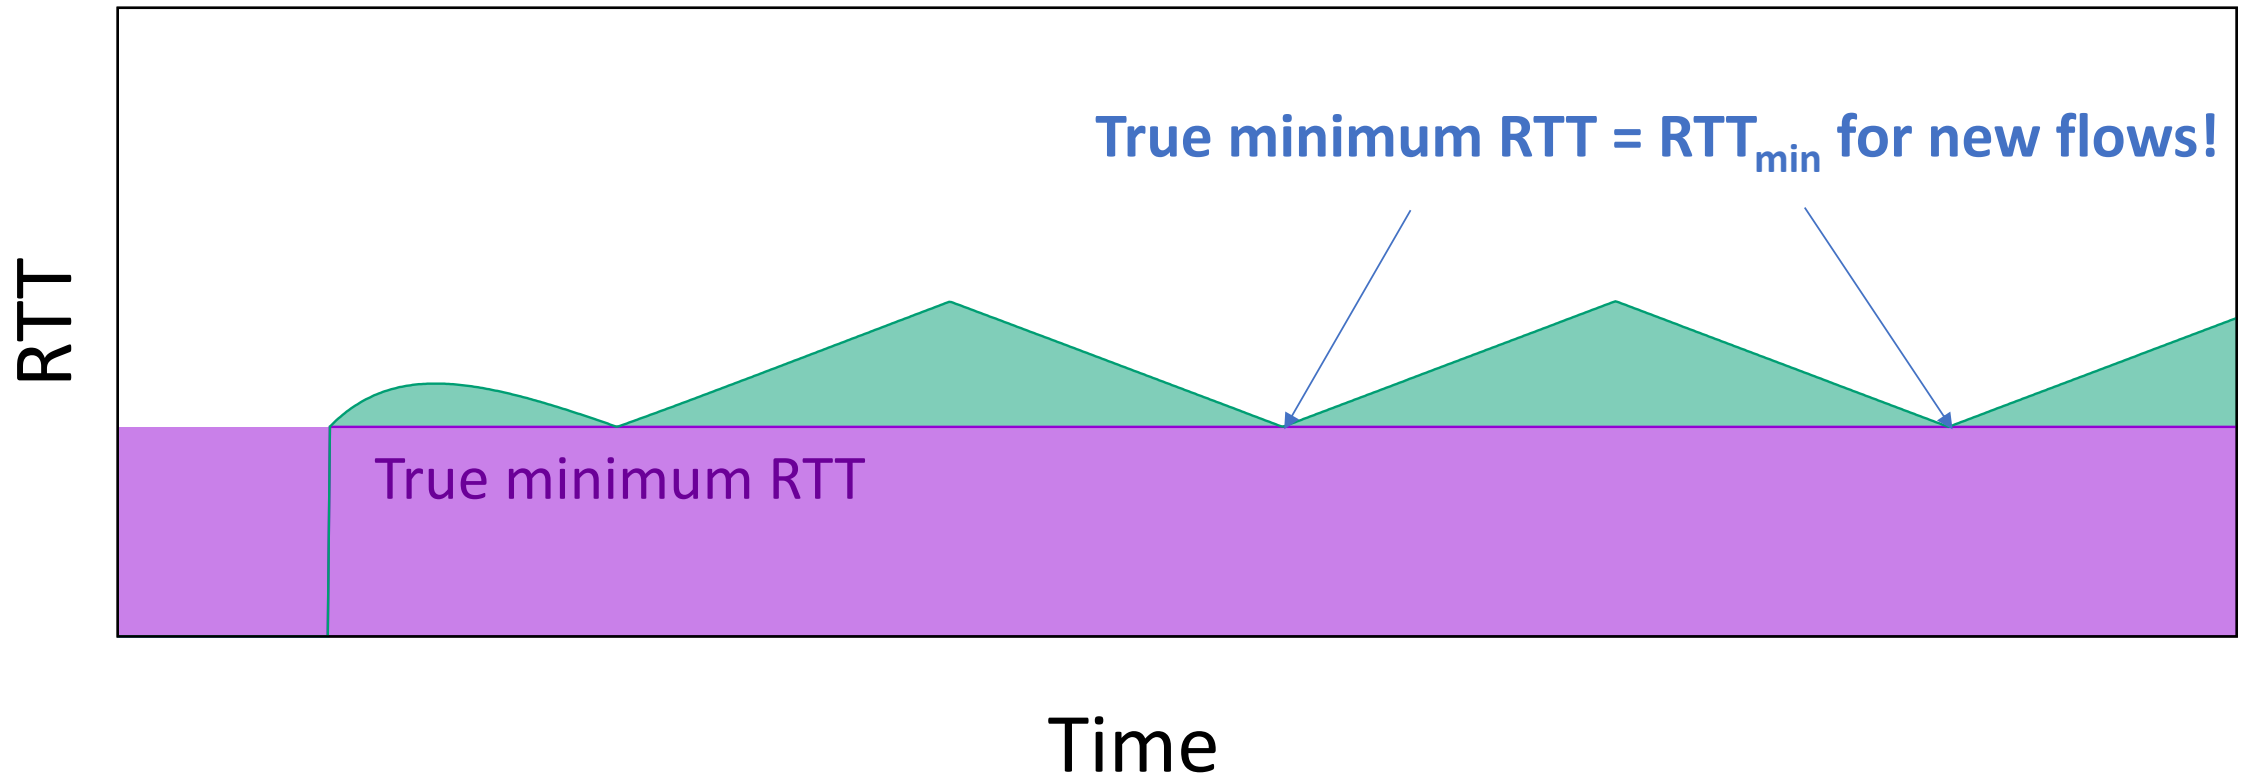 True minimum RTT = RTTmin for new flows!
RTT
True minimum RTT
Time